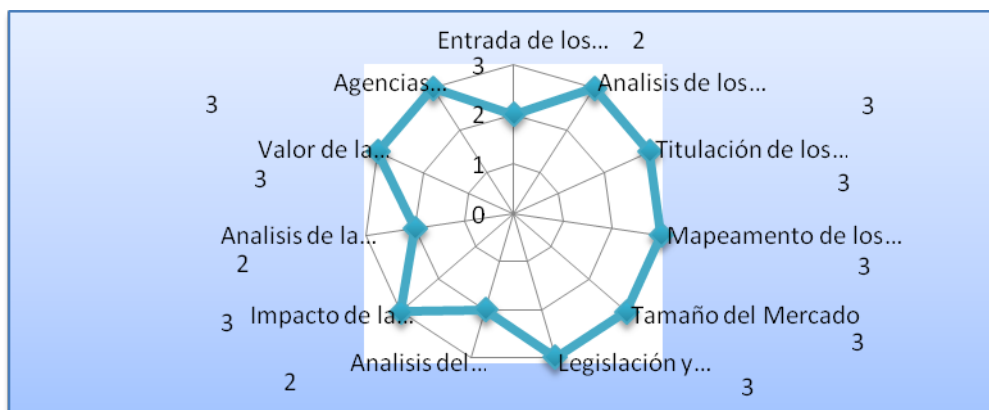 Entrada de los... 2
3
Agencias...
Analisis de los...
3
3
2
Valor de la...
Titulación de los...
3
1
3
0
Analisis de la...
Mapeamento de los...
2
3
Impacto de la...
Tamaño del Mercado
3
3
Analisis del...
Legislación y...
2
3